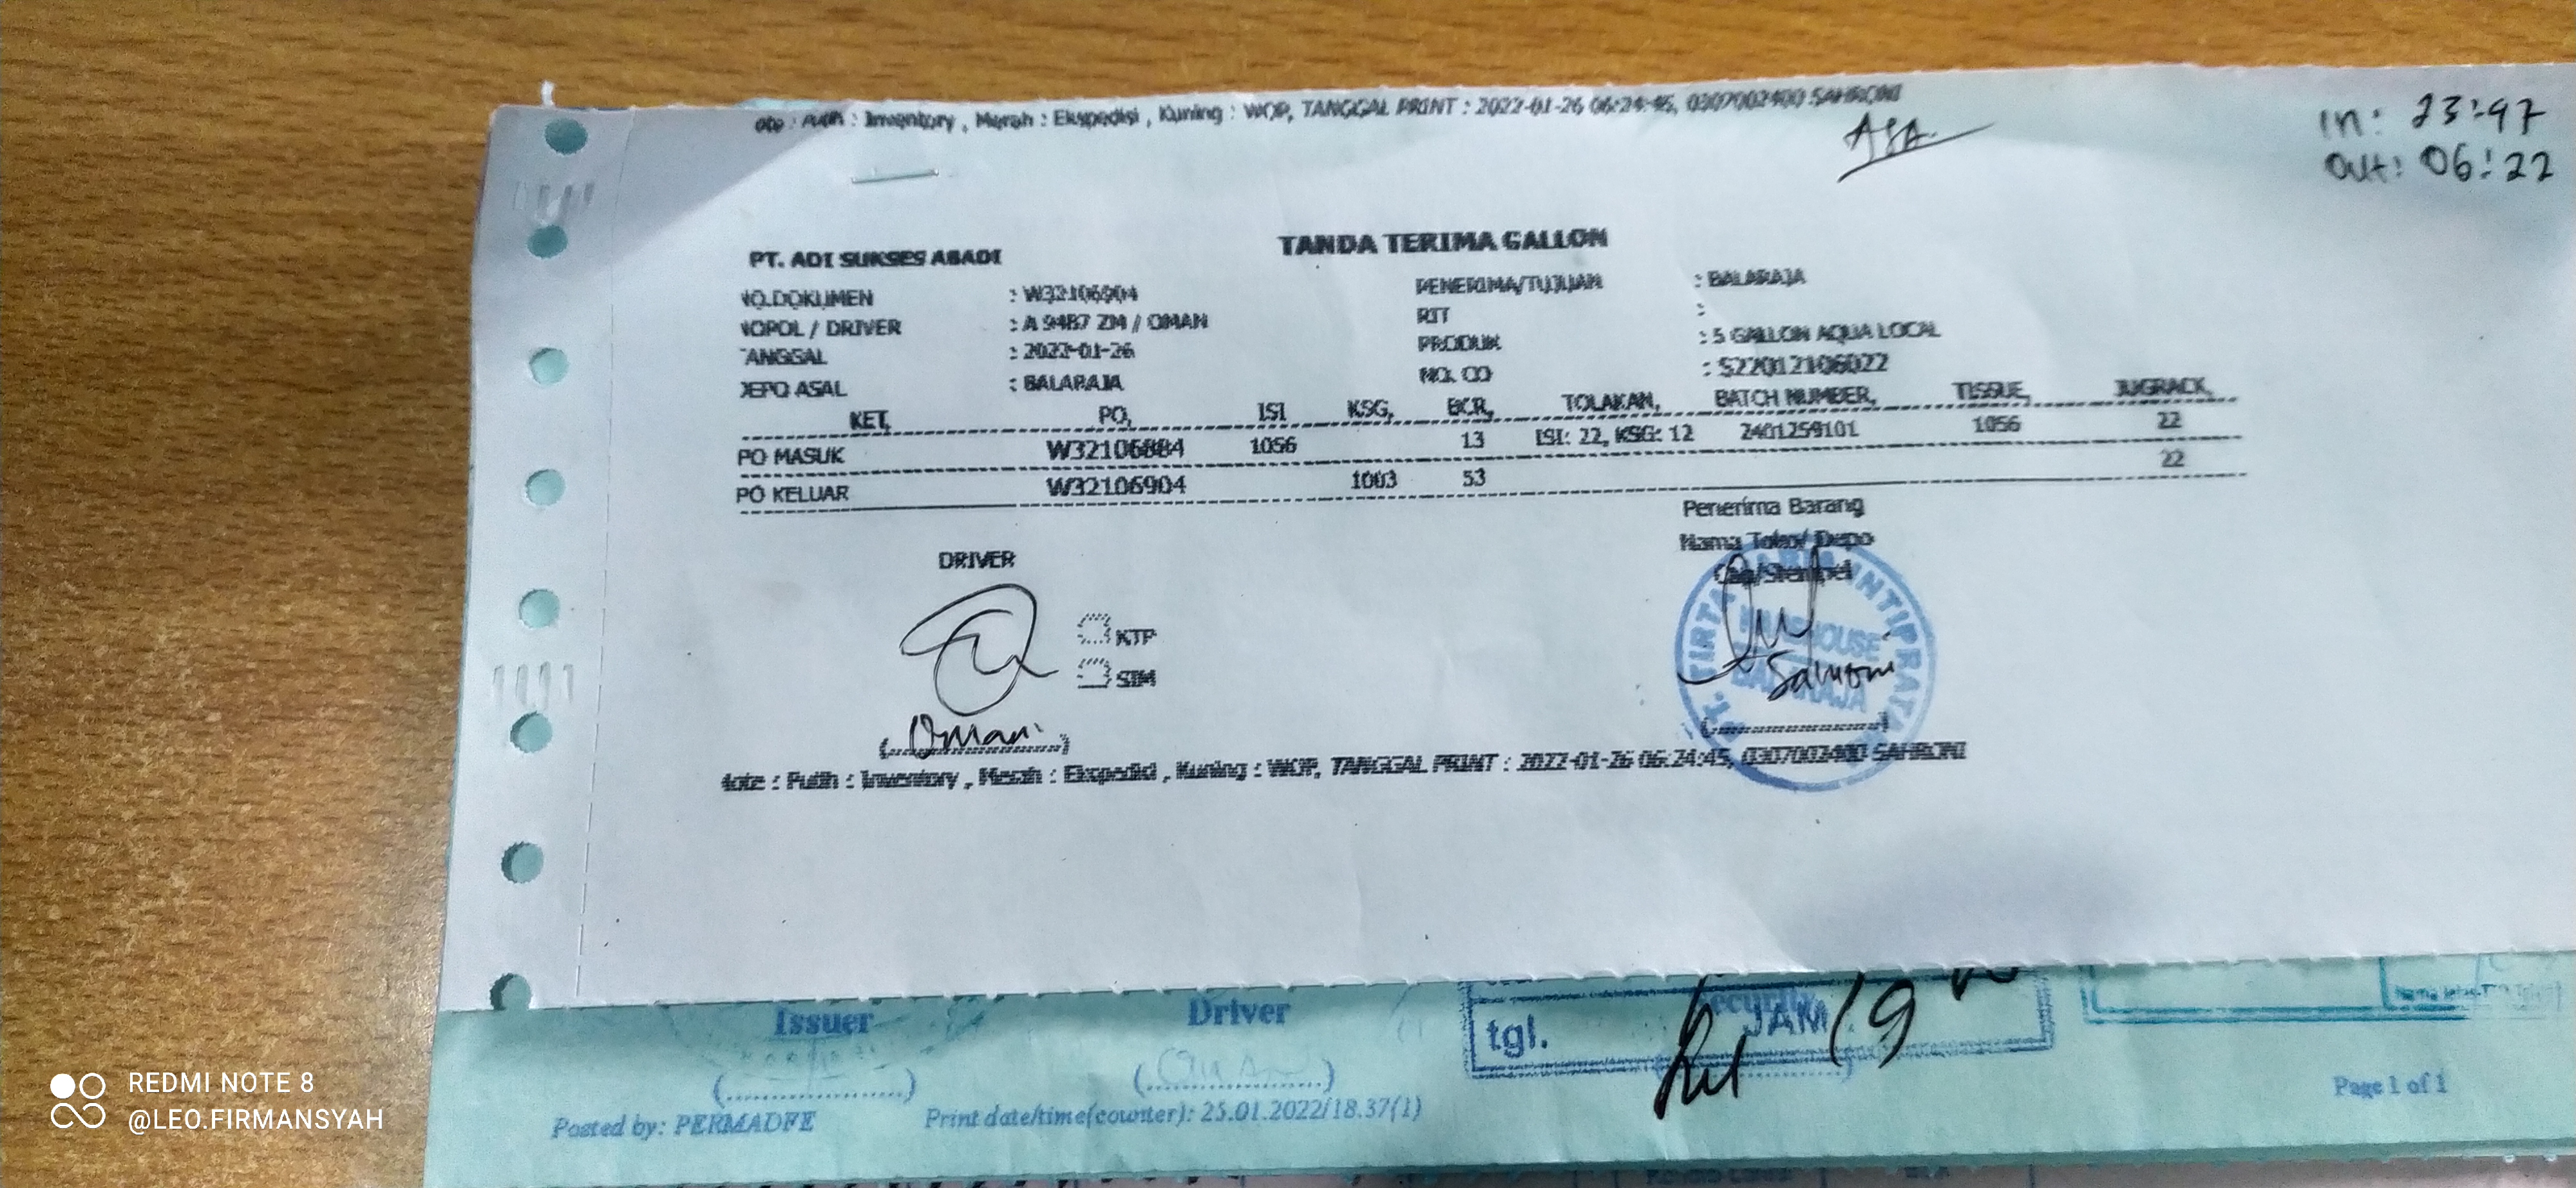 : Putih : Inventory , Merah : Ekspedisi , Kuning : WOP, TANGGAL PRINT : 2022-01-26 06:24:45, 0307002400 SAHRONI
ASA
In: 23:47
Out: 06:22
TANDA TERIMA GALLON
PT. ADI SUKSES ABADI
NO.DOKUMEN : W32106904 PENERIMA/TUJUAN : BALARAJA
NOPOL / DRIVER : A 9487 ZM / OMAN RIT :
TANGGAL : 2022-01-26 PRODUK : 5 GALLON AQUA LOCAL
DEPO ASAL : BALARAJA NO. CO : S220121106022
KET, PO, ISI KSG, BCR, TOLAKAN, BATCH NUMBER, TISSUE, JUGRACK,
PO MASUK W32106884 1056 13 ISI: 22, KSG: 12 2401259101 1056 22
PO KELUAR W32106904 1003 53 22
Penerima Barang
Nama Toko/ Depo
Cap/Stempel
DRIVER
KTP
SIM
PT. TIRTA VARIA INTIPRATAMA
WAREHOUSE
BALARAJA
Sahroni
(Oman)
Note : Putih : Inventory , Merah : Ekspedisi , Kuning : WOP, TANGGAL PRINT : 2022-01-26 06:24:45, 0307002400 SAHRONI
Issuer Driver Security
tgl. JAM 19
Posted by: PERMADFE Print date/time(counter): 25.01.2022/18.37(1) Page 1 of 1
REDMI NOTE 8
@LEO.FIRMANSYAH